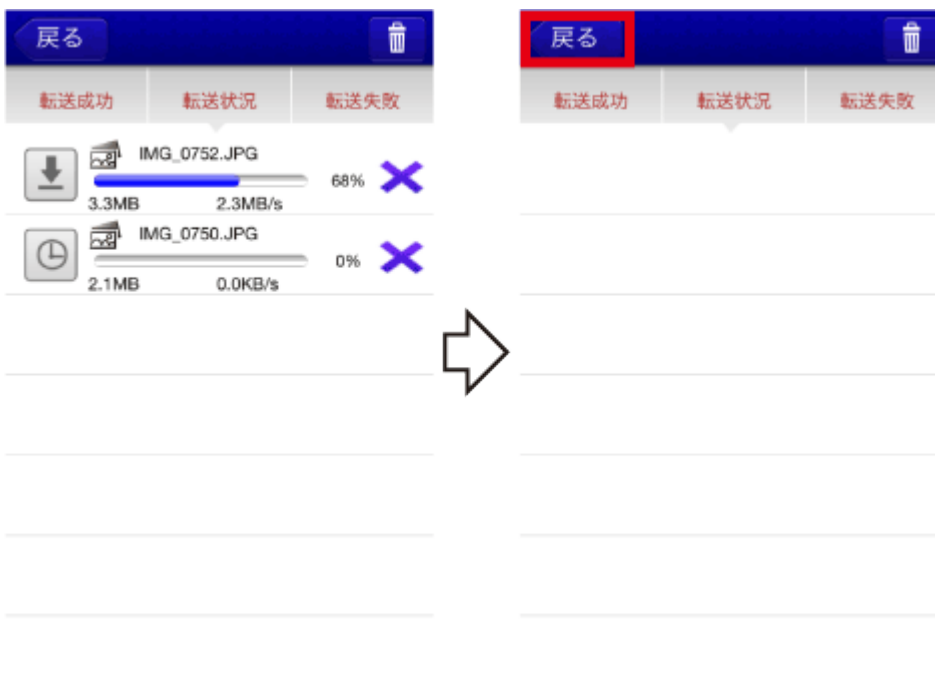 戻る
転送成功 転送状況 転送失敗
IMG_0752.JPG
68%
3.3MB 2.3MB/s
IMG_0750.JPG
0%
2.1MB 0.0KB/s
戻る
転送成功 転送状況 転送失敗